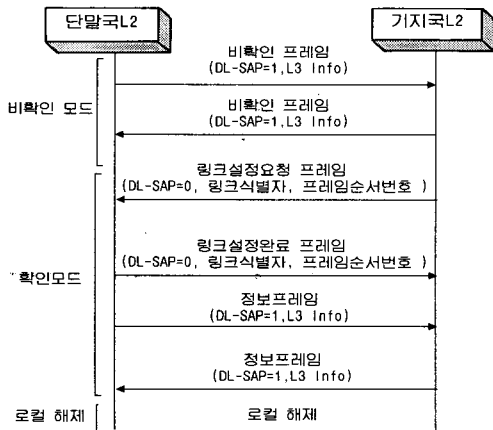 단말국L2
기지국L2
비확인 프레임
(DL-SAP=1,L3 Info)
비확인 모드
비확인 프레임
(DL-SAP=1,L3 Info)
링크설정요청 프레임
(DL-SAP=0, 링크식별자, 프레임순서번호 )
링크설정완료 프레임
(DL-SAP=0, 링크식별자, 프레임순서번호 )
확인모드
정보프레임
(DL-SAP=1,L3 Info)
정보프레임
(DL-SAP=1,L3 Info)
로컬 해제
로컬 해제